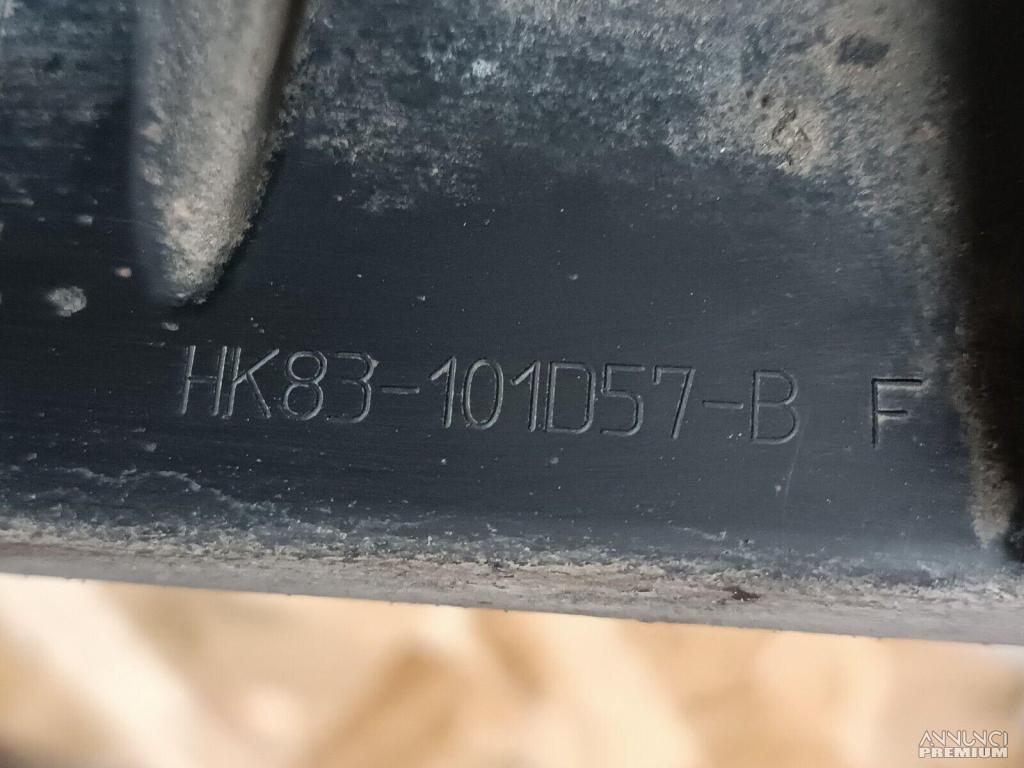 HK83-101D57-B F
ANNUNCI
PREMIUM